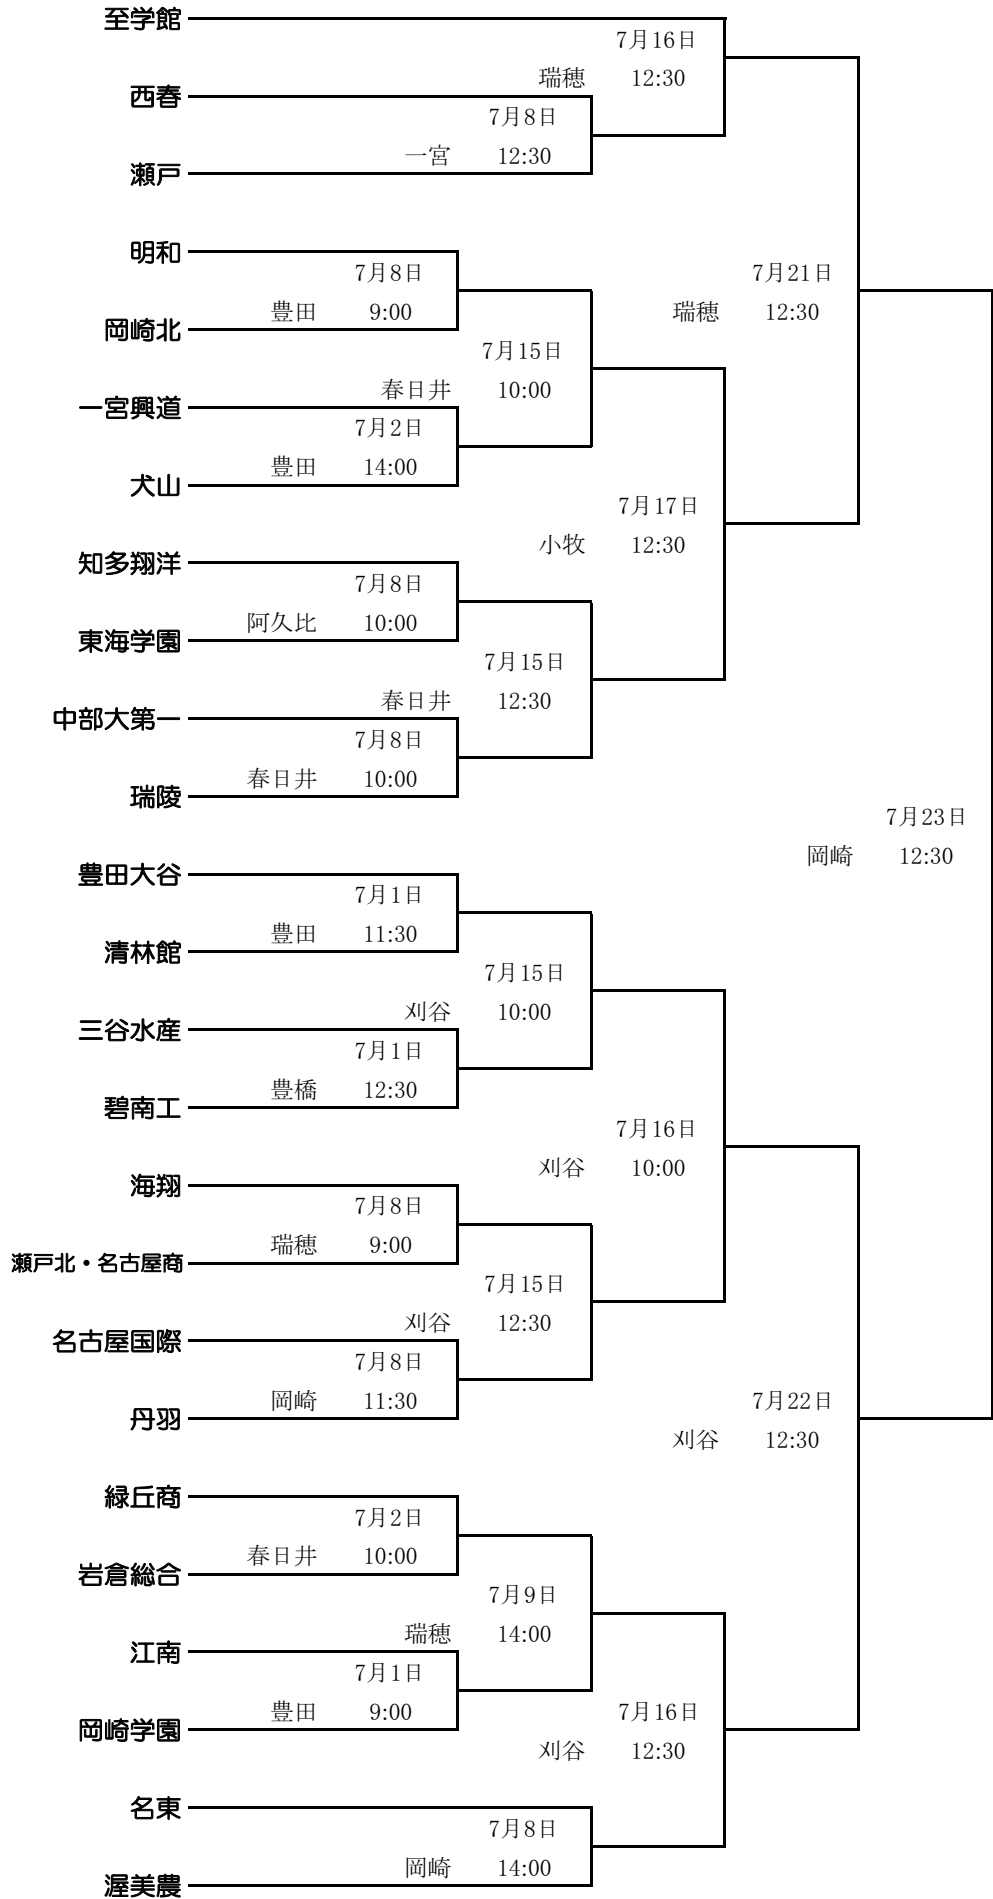 至学館
7月16日
瑞穂 12:30
西春
7月8日
一宮 12:30
瀬戸
明和
7月8日 7月21日
豊田 9:00 瑞穂 12:30
岡崎北
7月15日
春日井 10:00
一宮興道
7月2日
豊田 14:00
犬山
7月17日
小牧 12:30
知多翔洋
7月8日
阿久比 10:00
東海学園
7月15日
春日井 12:30
中部大第一
7月8日
春日井 10:00
瑞陵
7月23日
岡崎 12:30
豊田大谷
7月1日
豊田 11:30
清林館
7月15日
刈谷 10:00
三谷水産
7月1日
豊橋 12:30
碧南工
7月16日
刈谷 10:00
海翔
7月8日
瑞穂 9:00
瀬戸北・名古屋商
7月15日
刈谷 12:30
名古屋国際
7月8日
岡崎 11:30
丹羽
7月22日
刈谷 12:30
緑丘商
7月2日
春日井 10:00
岩倉総合
7月9日
瑞穂 14:00
江南
7月1日
豊田 9:00
岡崎学園
7月16日
刈谷 12:30
名東
7月8日
岡崎 14:00
渥美農